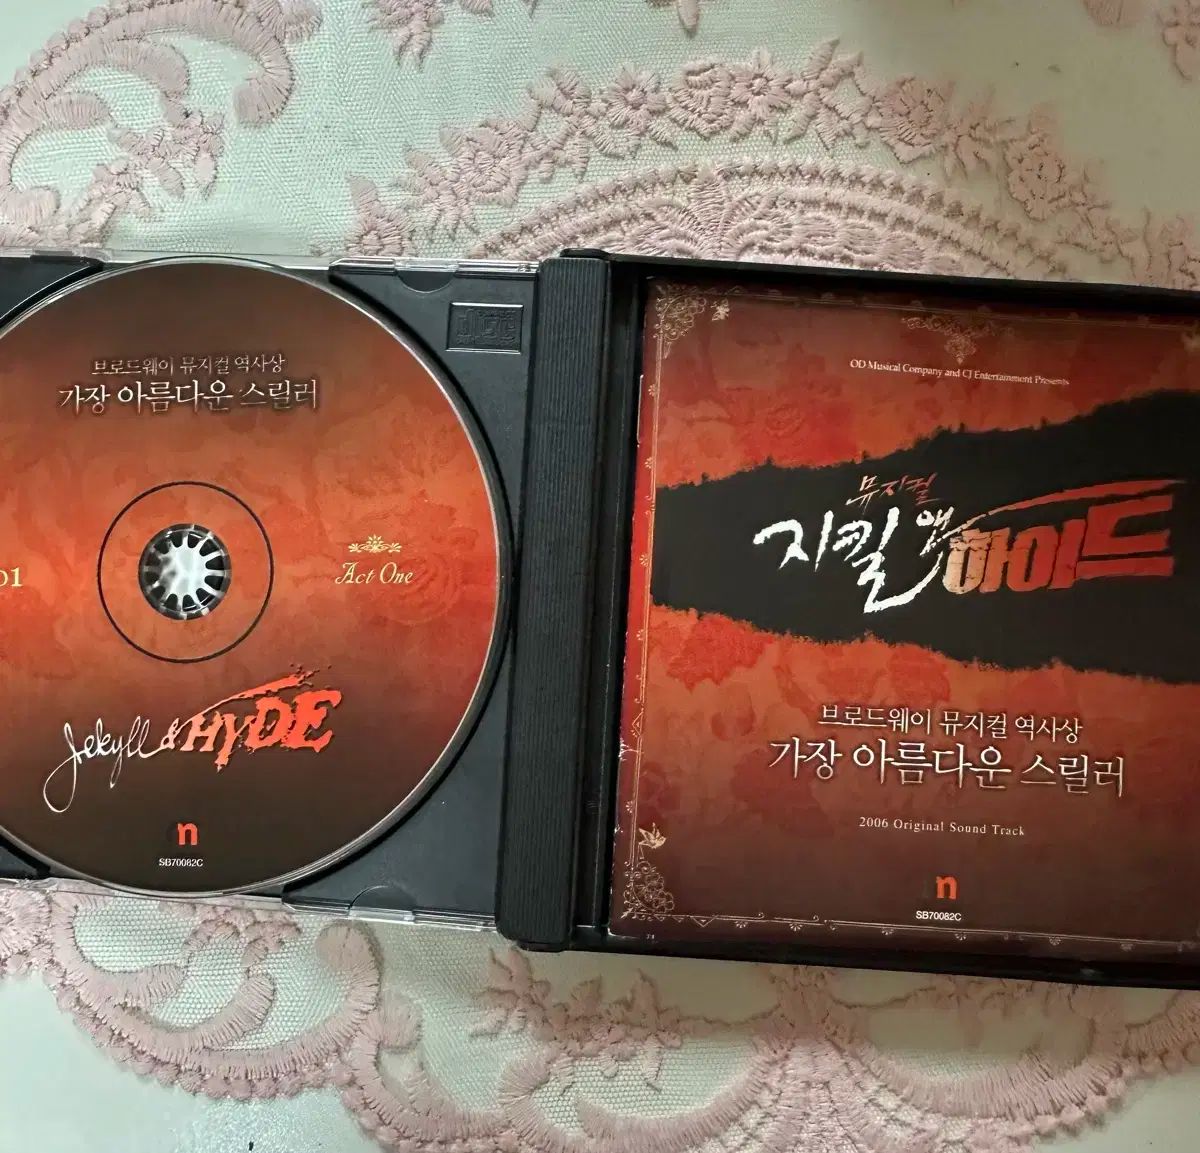 브로드웨이 뮤지컬 역사상
가장 아름다운 스릴러
01
Act One
Jekyll & HYDE
n
SB70082C
OD Musical Company and CJ Entertainment Presents
뮤지컬
지킬 앤 하이드
브로드웨이 뮤지컬 역사상
가장 아름다운 스릴러
2006 Original Sound Track
n
SB70082C